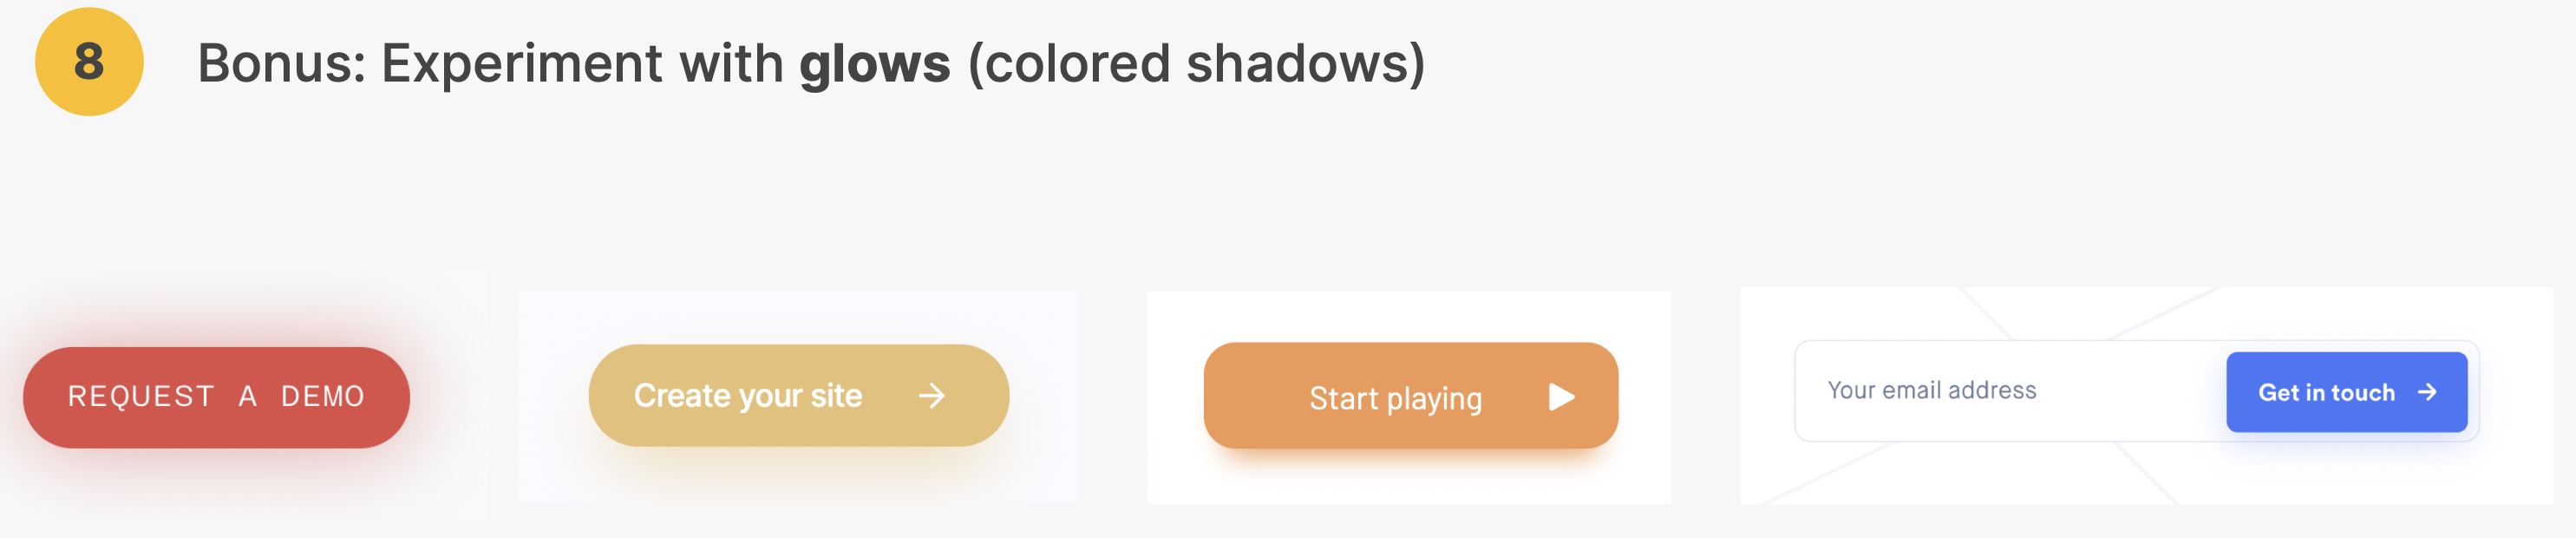 8 Bonus: Experiment with glows (colored shadows)
REQUEST A DEMO
Create your site →
Start playing
Your email address
Get in touch →